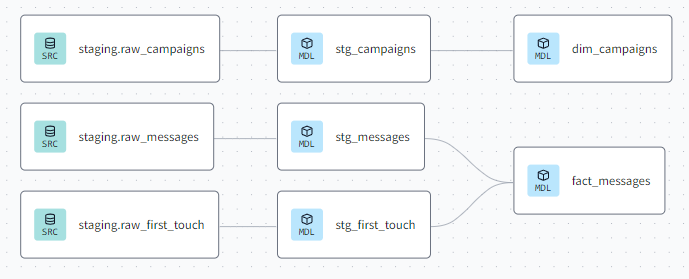 SRC staging.raw_campaigns
MDL stg_campaigns
MDL dim_campaigns
SRC staging.raw_messages
MDL stg_messages
MDL fact_messages
SRC staging.raw_first_touch
MDL stg_first_touch